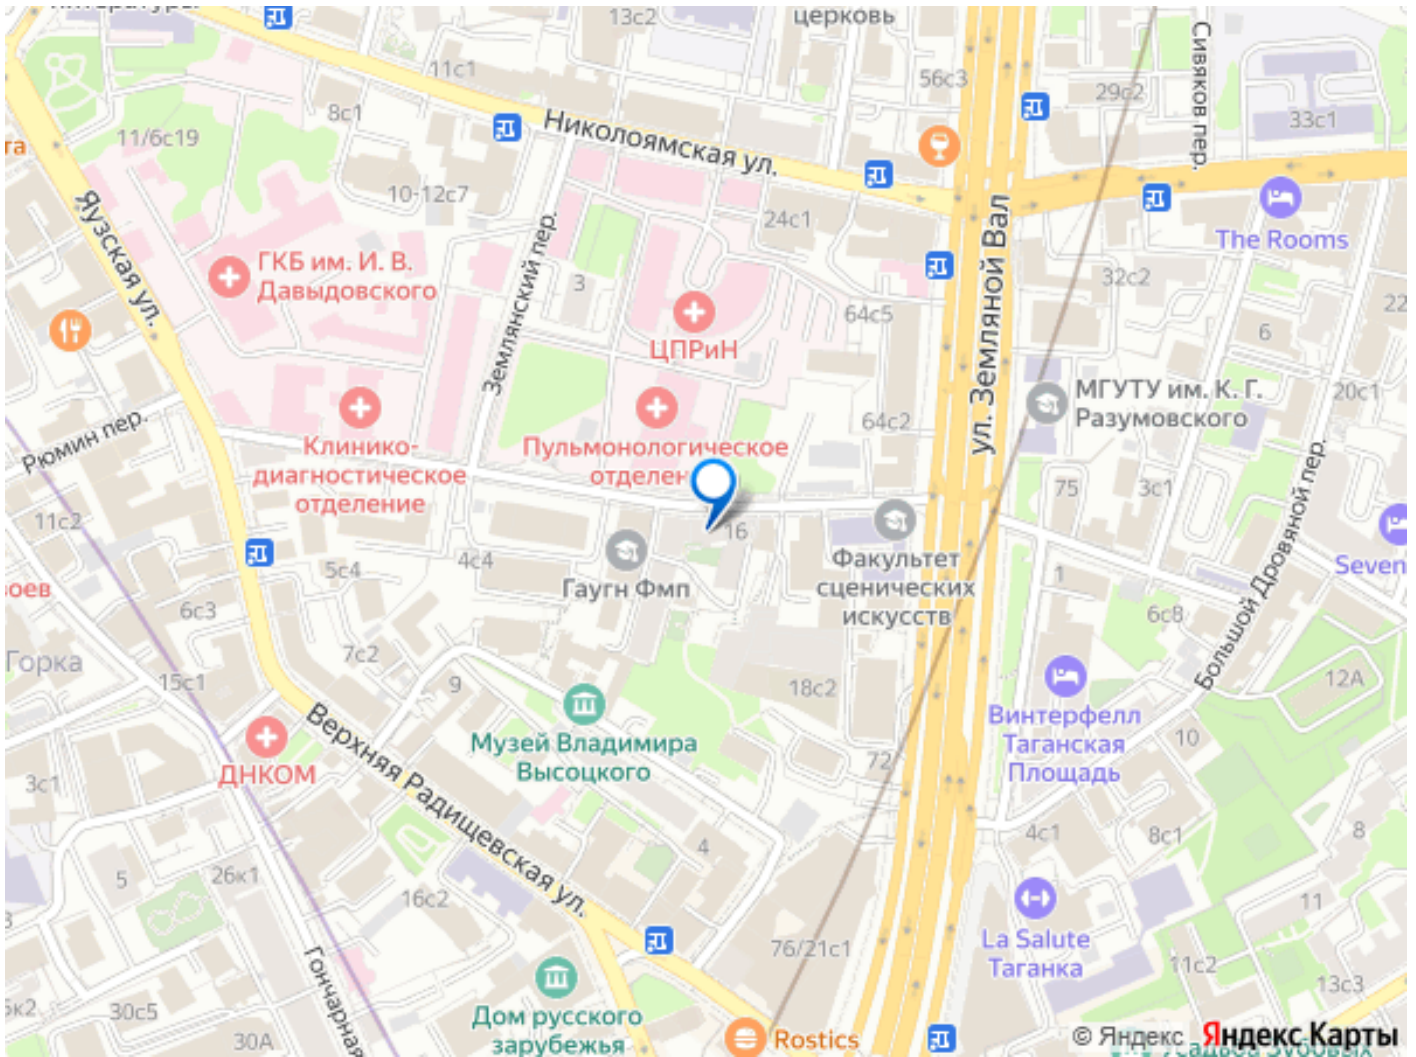 13с2
церковь
11с1
56с3
29с2
Сивяков пер.
33с1
8с1
11/6с19
Николоямская ул.
10-12с7
Яузская ул.
24с1
The Rooms
ГКБ им. И. В.
Давыдовского
Землянский пер.
3
ул. Земляной Вал
32с2
64с5
ЦПРиН
6
22
МГУТУ им. К. Г.
Разумовского
20с1
64с2
Рюмин пер.
Клинико-
диагностическое
отделение
Пульмонологическое
75
3с1
11с2
16
4с4
5с4
Гаугн Фмп
Факультет
сценических
искусств
1
6с8
Большой Дровяной пер.
Seven
6с3
Горка
7с2
15с1
9
18с2
12А
Музей Владимира
Высоцкого
Винтерфелл
Таганская
Площадь
10
72
ДНКОМ
Верхняя Радищевская ул.
3с1
4
4с1
8с1
8
5
26к1
16с2
11
76/21с1
La Salute
Таганка
11с2
13с3
Гончарная
30с5
30А
Дом русского
зарубежья
Rostics
© Яндекс Яндекс Карты